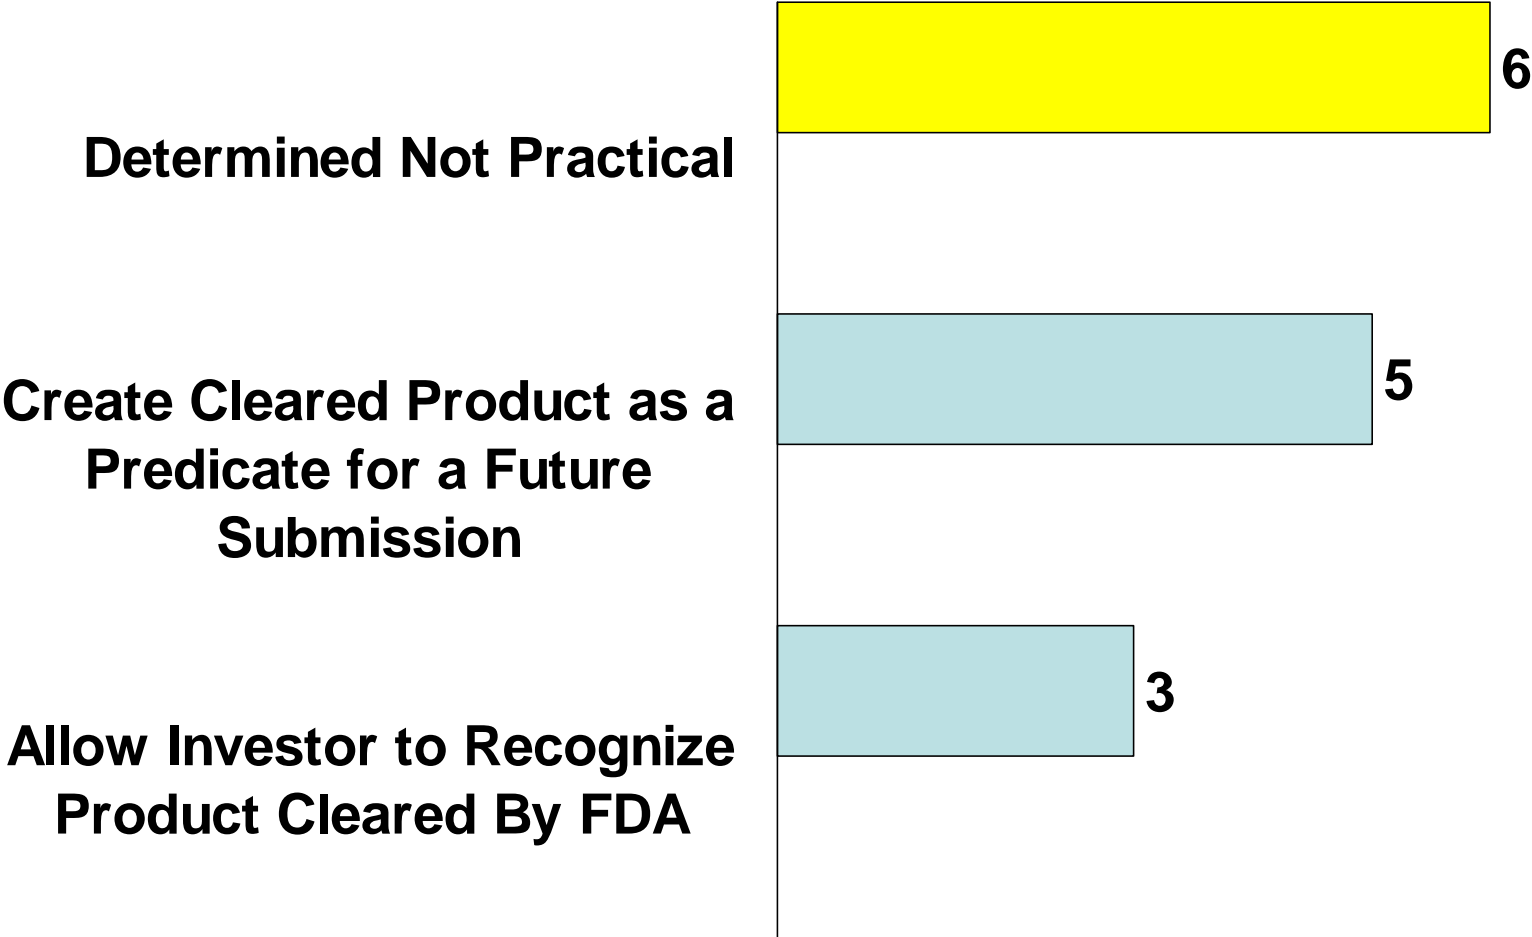 6
Determined Not Practical
5
Create Cleared Product as a
Predicate for a Future
Submission
3
Allow Investor to Recognize
Product Cleared By FDA